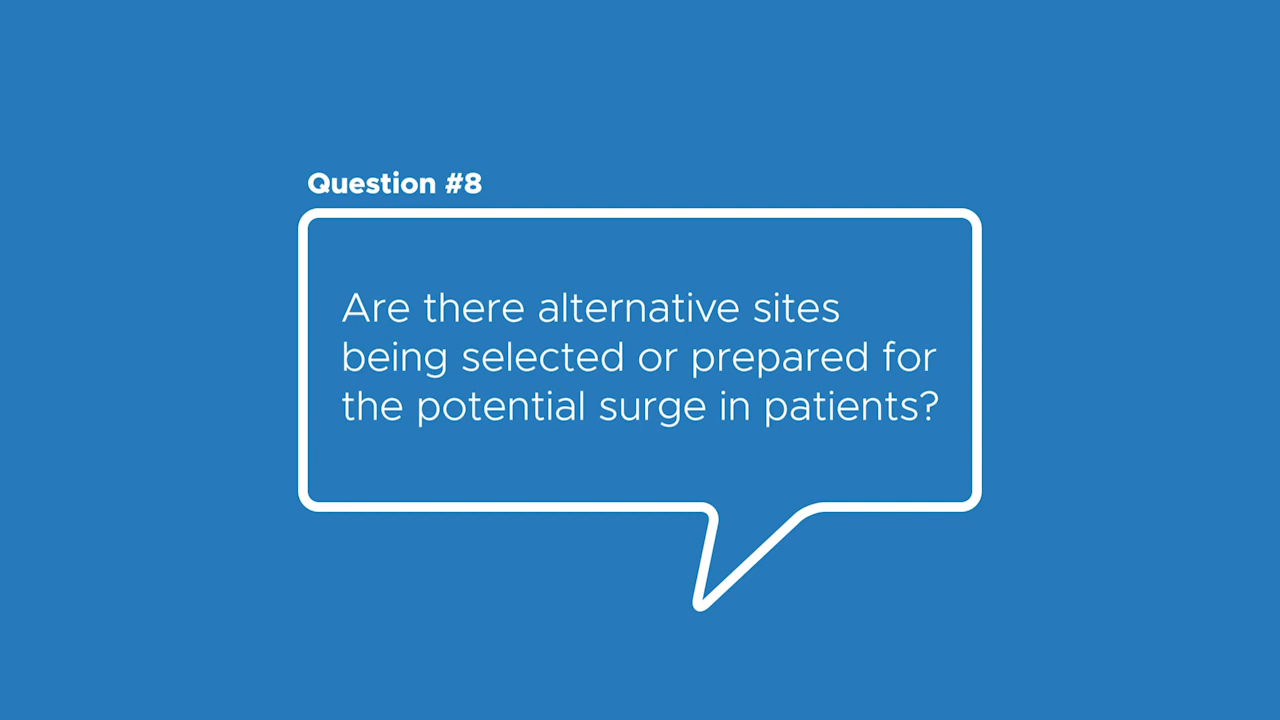 Question #8
Are there alternative sites
being selected or prepared for
the potential surge in patients?